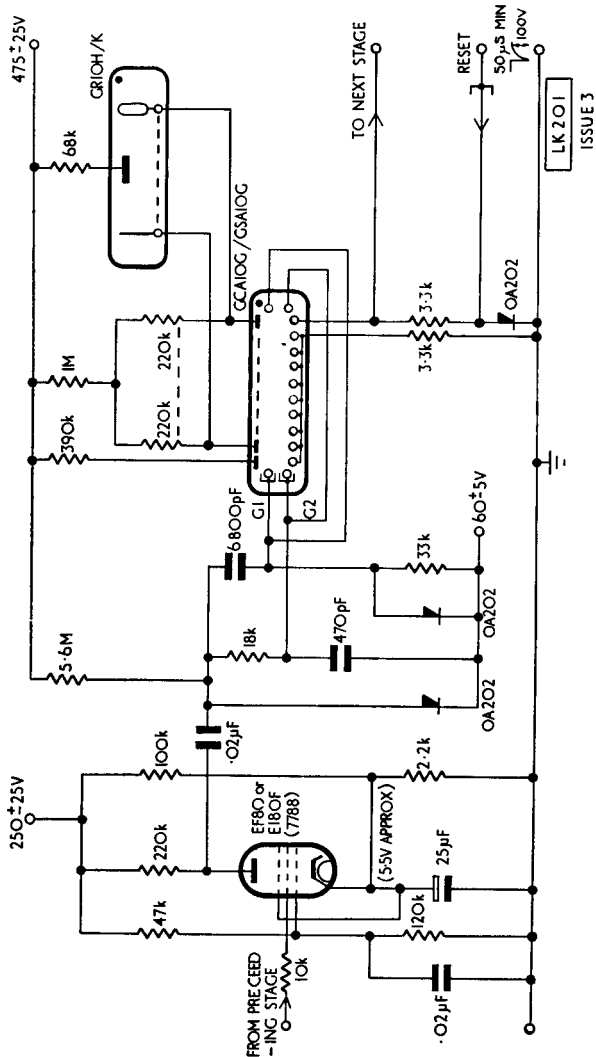 250±25V
475±25V
47k
220k
100k
5·6M
390k
1M
68k
220k
220k
GR10H/K
GCA10G/GSA10G
EF80 or
E180F
(7788)
·02µF
6800pF
G1
G2
18k
470pF
33k
OA202
OA202
60±5V
FROM PRECEED
-ING STAGE
10k
(5·5V APPROX)
2·2k
25µF
120k
·02µF
3·3k
3·3k
OA202
TO NEXT STAGE
RESET
50µS MIN
100V
LK201
ISSUE 3